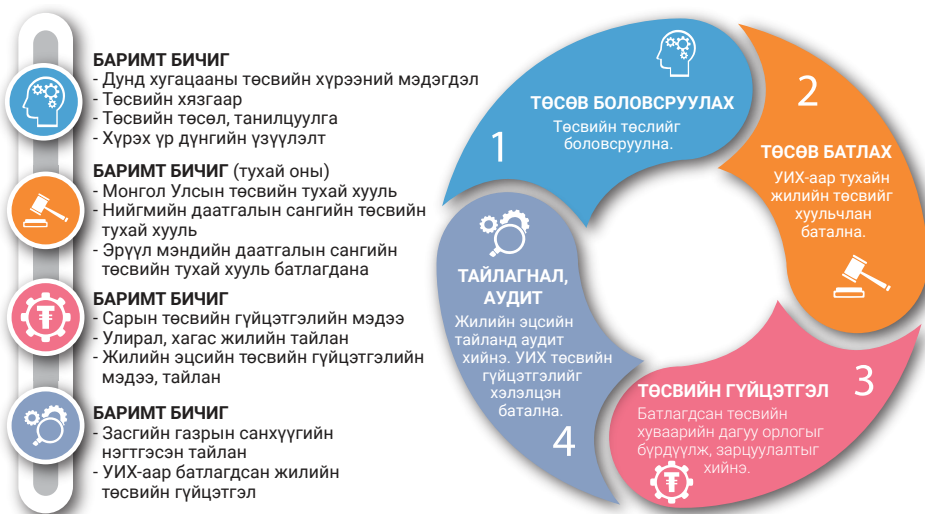 БАРИМТ БИЧИГ
- Дунд хугацааны төсвийн хүрээний мэдэгдэл
- Төсвийн хязгаар
- Төсвийн төсөл, танилцуулга
- Хүрэх үр дүнгийн үзүүлэлт
БАРИМТ БИЧИГ (тухай оны)
- Монгол Улсын төсвийн тухай хууль
- Нийгмийн даатгалын сангийн төсвийн
тухай хууль
- Эрүүл мэндийн даатгалын сангийн
төсвийн тухай хууль батлагдана
БАРИМТ БИЧИГ
- Сарын төсвийн гүйцэтгэлийн мэдээ
- Улирал, хагас жилийн тайлан
- Жилийн эцсийн төсвийн гүйцэтгэлийн
мэдээ, тайлан
БАРИМТ БИЧИГ
- Засгийн газрын санхүүгийн
нэгтгэсэн тайлан
- УИХ-аар батлагдсан жилийн
төсвийн гүйцэтгэл
1
ТӨСӨВ БОЛОВСРУУЛАХ
Төсвийн төслийг
боловсруулна.
2
ТӨСӨВ БАТЛАХ
УИХ-аар тухайн
жилийн төсвийг
хуульчлан
батална.
3
ТӨСВИЙН ГҮЙЦЭТГЭЛ
Батлагдсан төсвийн
хуваарийн дагуу орлогыг
бүрдүүлж, зарцуулалтыг
хийнэ.
ТАЙЛАГНАЛ,
АУДИТ
Жилийн эцсийн
тайланд аудит
хийнэ. УИХ төсвийн
гүйцэтгэлийг
хэлэлцэн
батална.
4